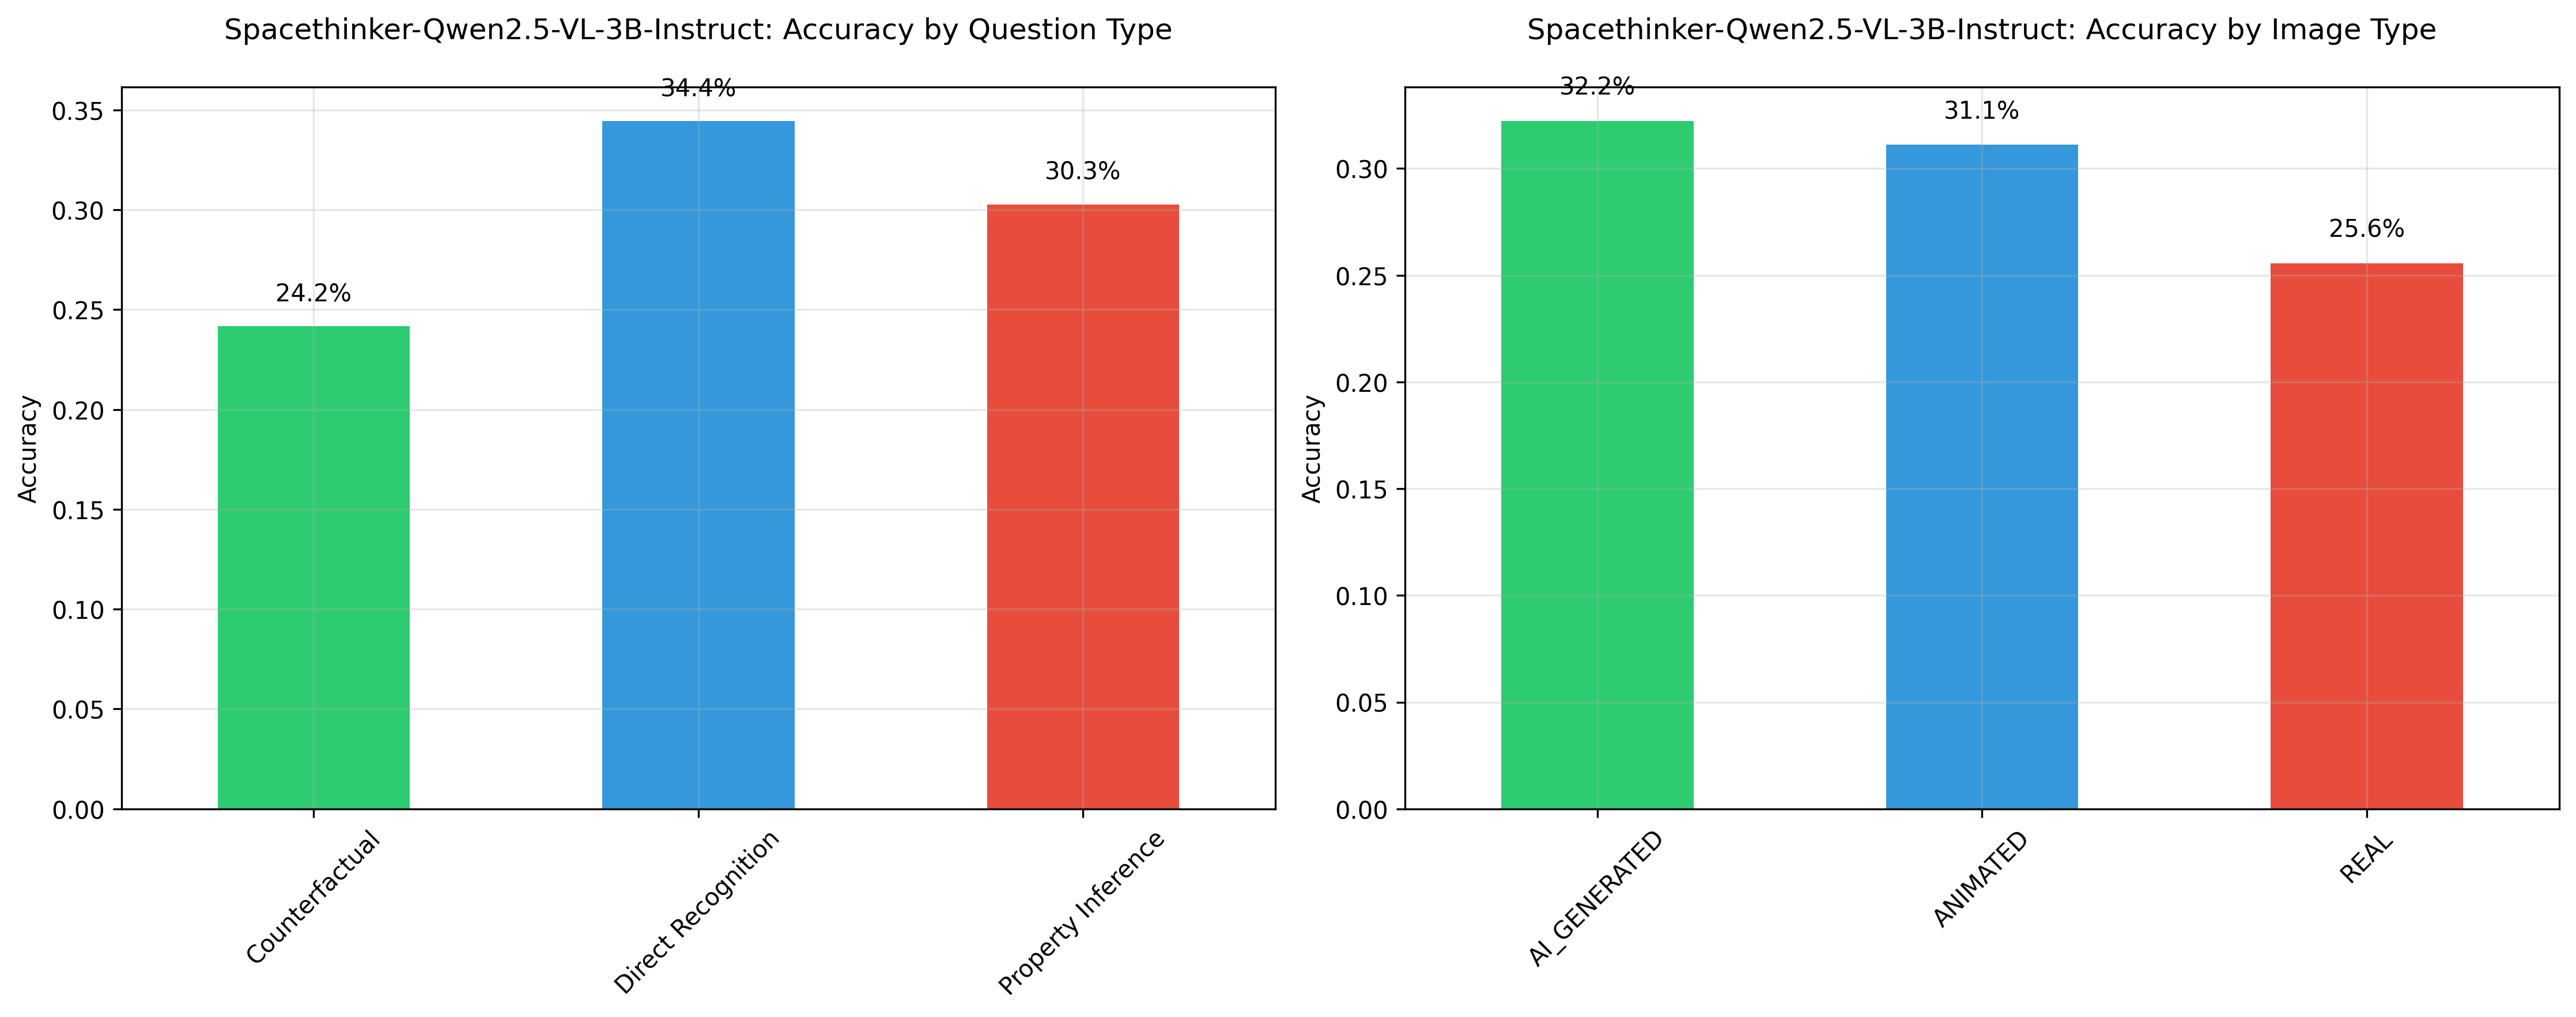 Spacethinker-Qwen2.5-VL-3B-Instruct: Accuracy by Question Type
34.4%
30.3%
24.2%
0.35
0.30
0.25
0.20
0.15
0.10
0.05
0.00
Accuracy
Counterfactual
Direct Recognition
Property Inference
Spacethinker-Qwen2.5-VL-3B-Instruct: Accuracy by Image Type
32.2%
31.1%
25.6%
0.30
0.25
0.20
0.15
0.10
0.05
0.00
Accuracy
AI_GENERATED
ANIMATED
REAL